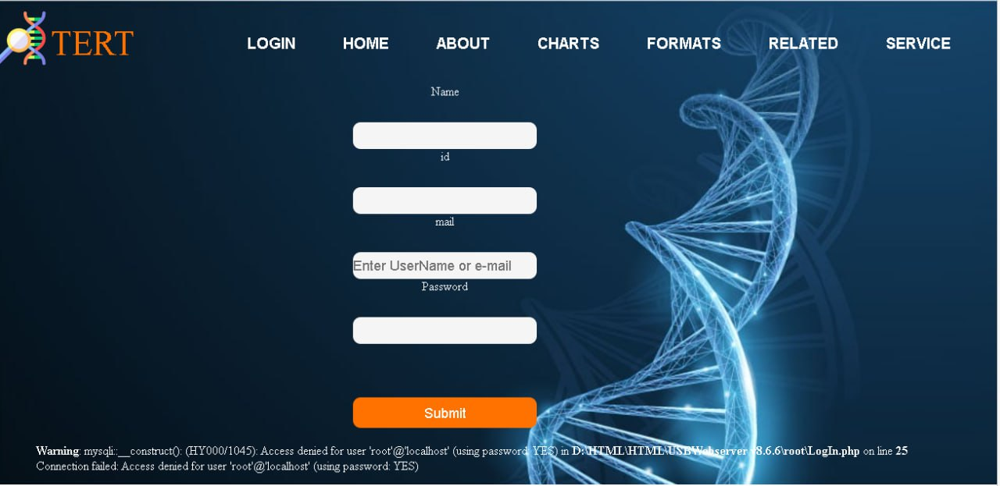 TERT
LOGIN HOME ABOUT CHARTS FORMATS RELATED SERVICE
Name
id
mail
Enter UserName or e-mail
Password
Submit
Warning: mysqli::__construct(): (HY000/1045): Access denied for user 'root'@'localhost' (using password: YES) in D:\HTML\HTML\USBWebserver v8.6.6\root\LogIn.php on line 25
Connection failed: Access denied for user 'root'@'localhost' (using password: YES)